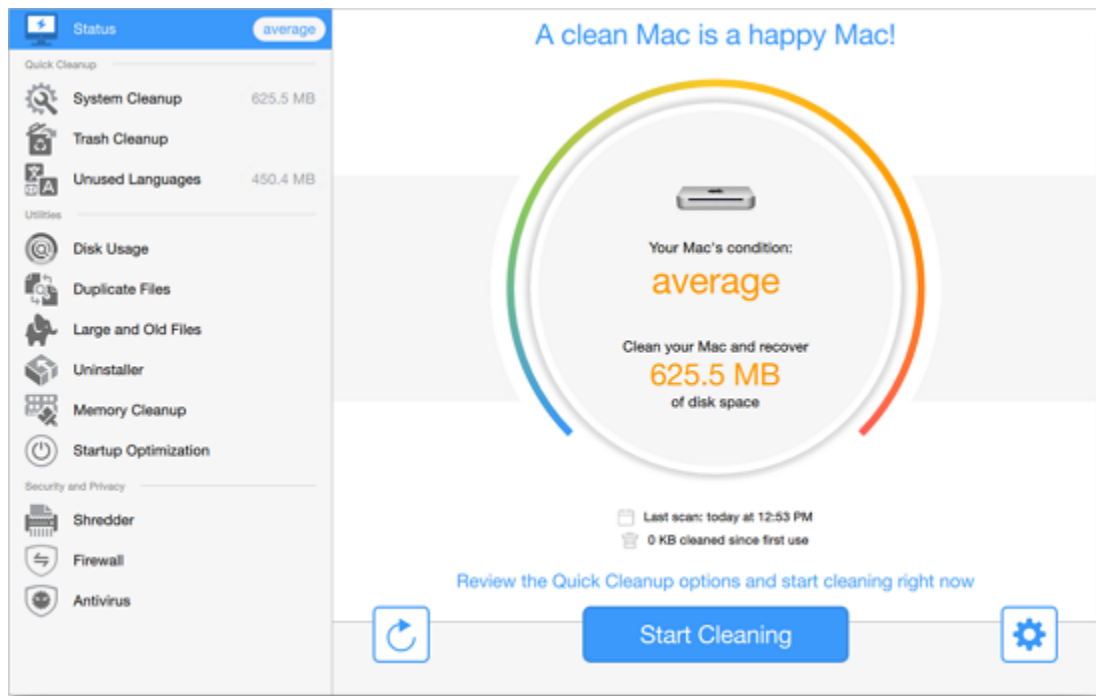 Status average
Quick Cleanup
System Cleanup 625.5 MB
Trash Cleanup
Unused Languages 450.4 MB
Utilities
Disk Usage
Duplicate Files
Large and Old Files
Uninstaller
Memory Cleanup
Startup Optimization
Security and Privacy
Shredder
Firewall
Antivirus
A clean Mac is a happy Mac!
Your Mac's condition:
average
Clean your Mac and recover
625.5 MB
of disk space
Last scan: today at 12:53 PM
0 KB cleaned since first use
Review the Quick Cleanup options and start cleaning right now
Start Cleaning